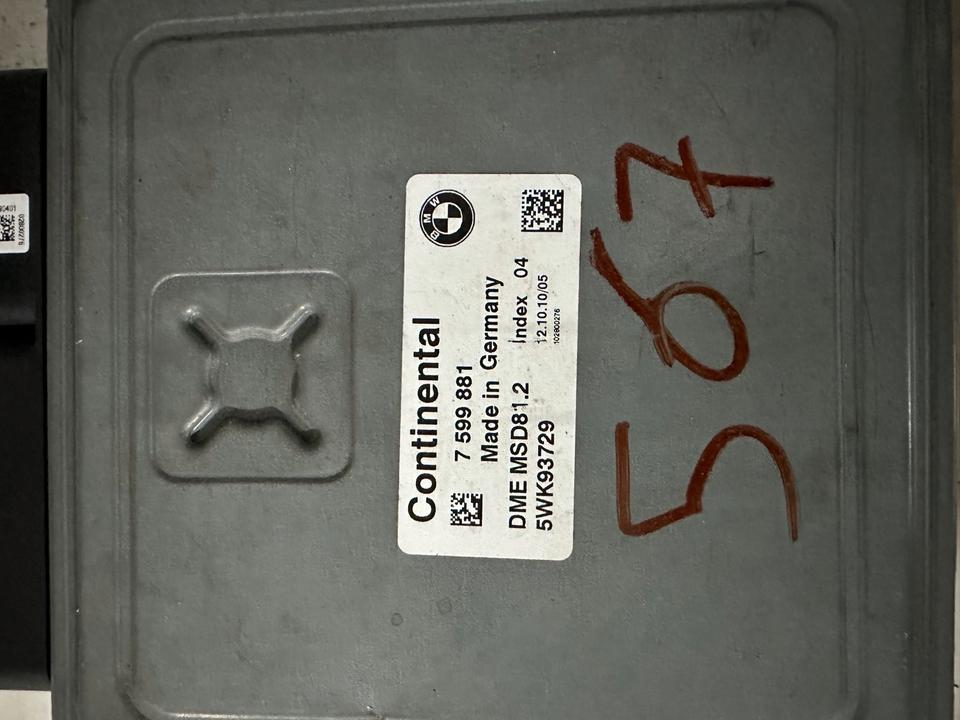 Continental
7 599 881
Made in Germany
DME MSD81.2 Index 04
5WK93729 12.10.10/05
102800276
BMW
567